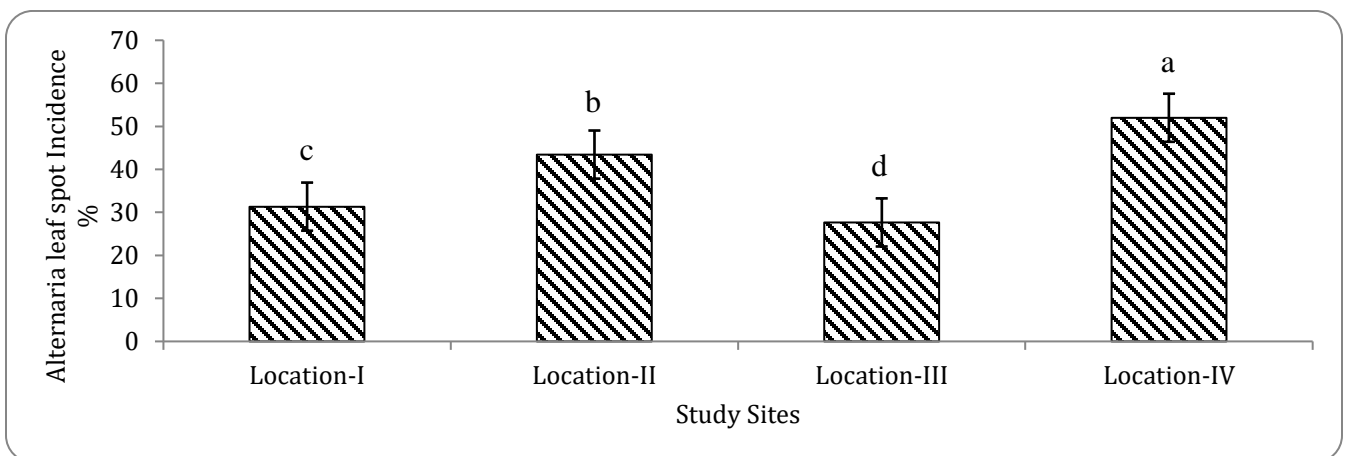 Alternaria leaf spot Incidence
%
70
60
50
40
30
20
10
0
a
b
c
d
Location-I Location-II Location-III Location-IV
Study Sites